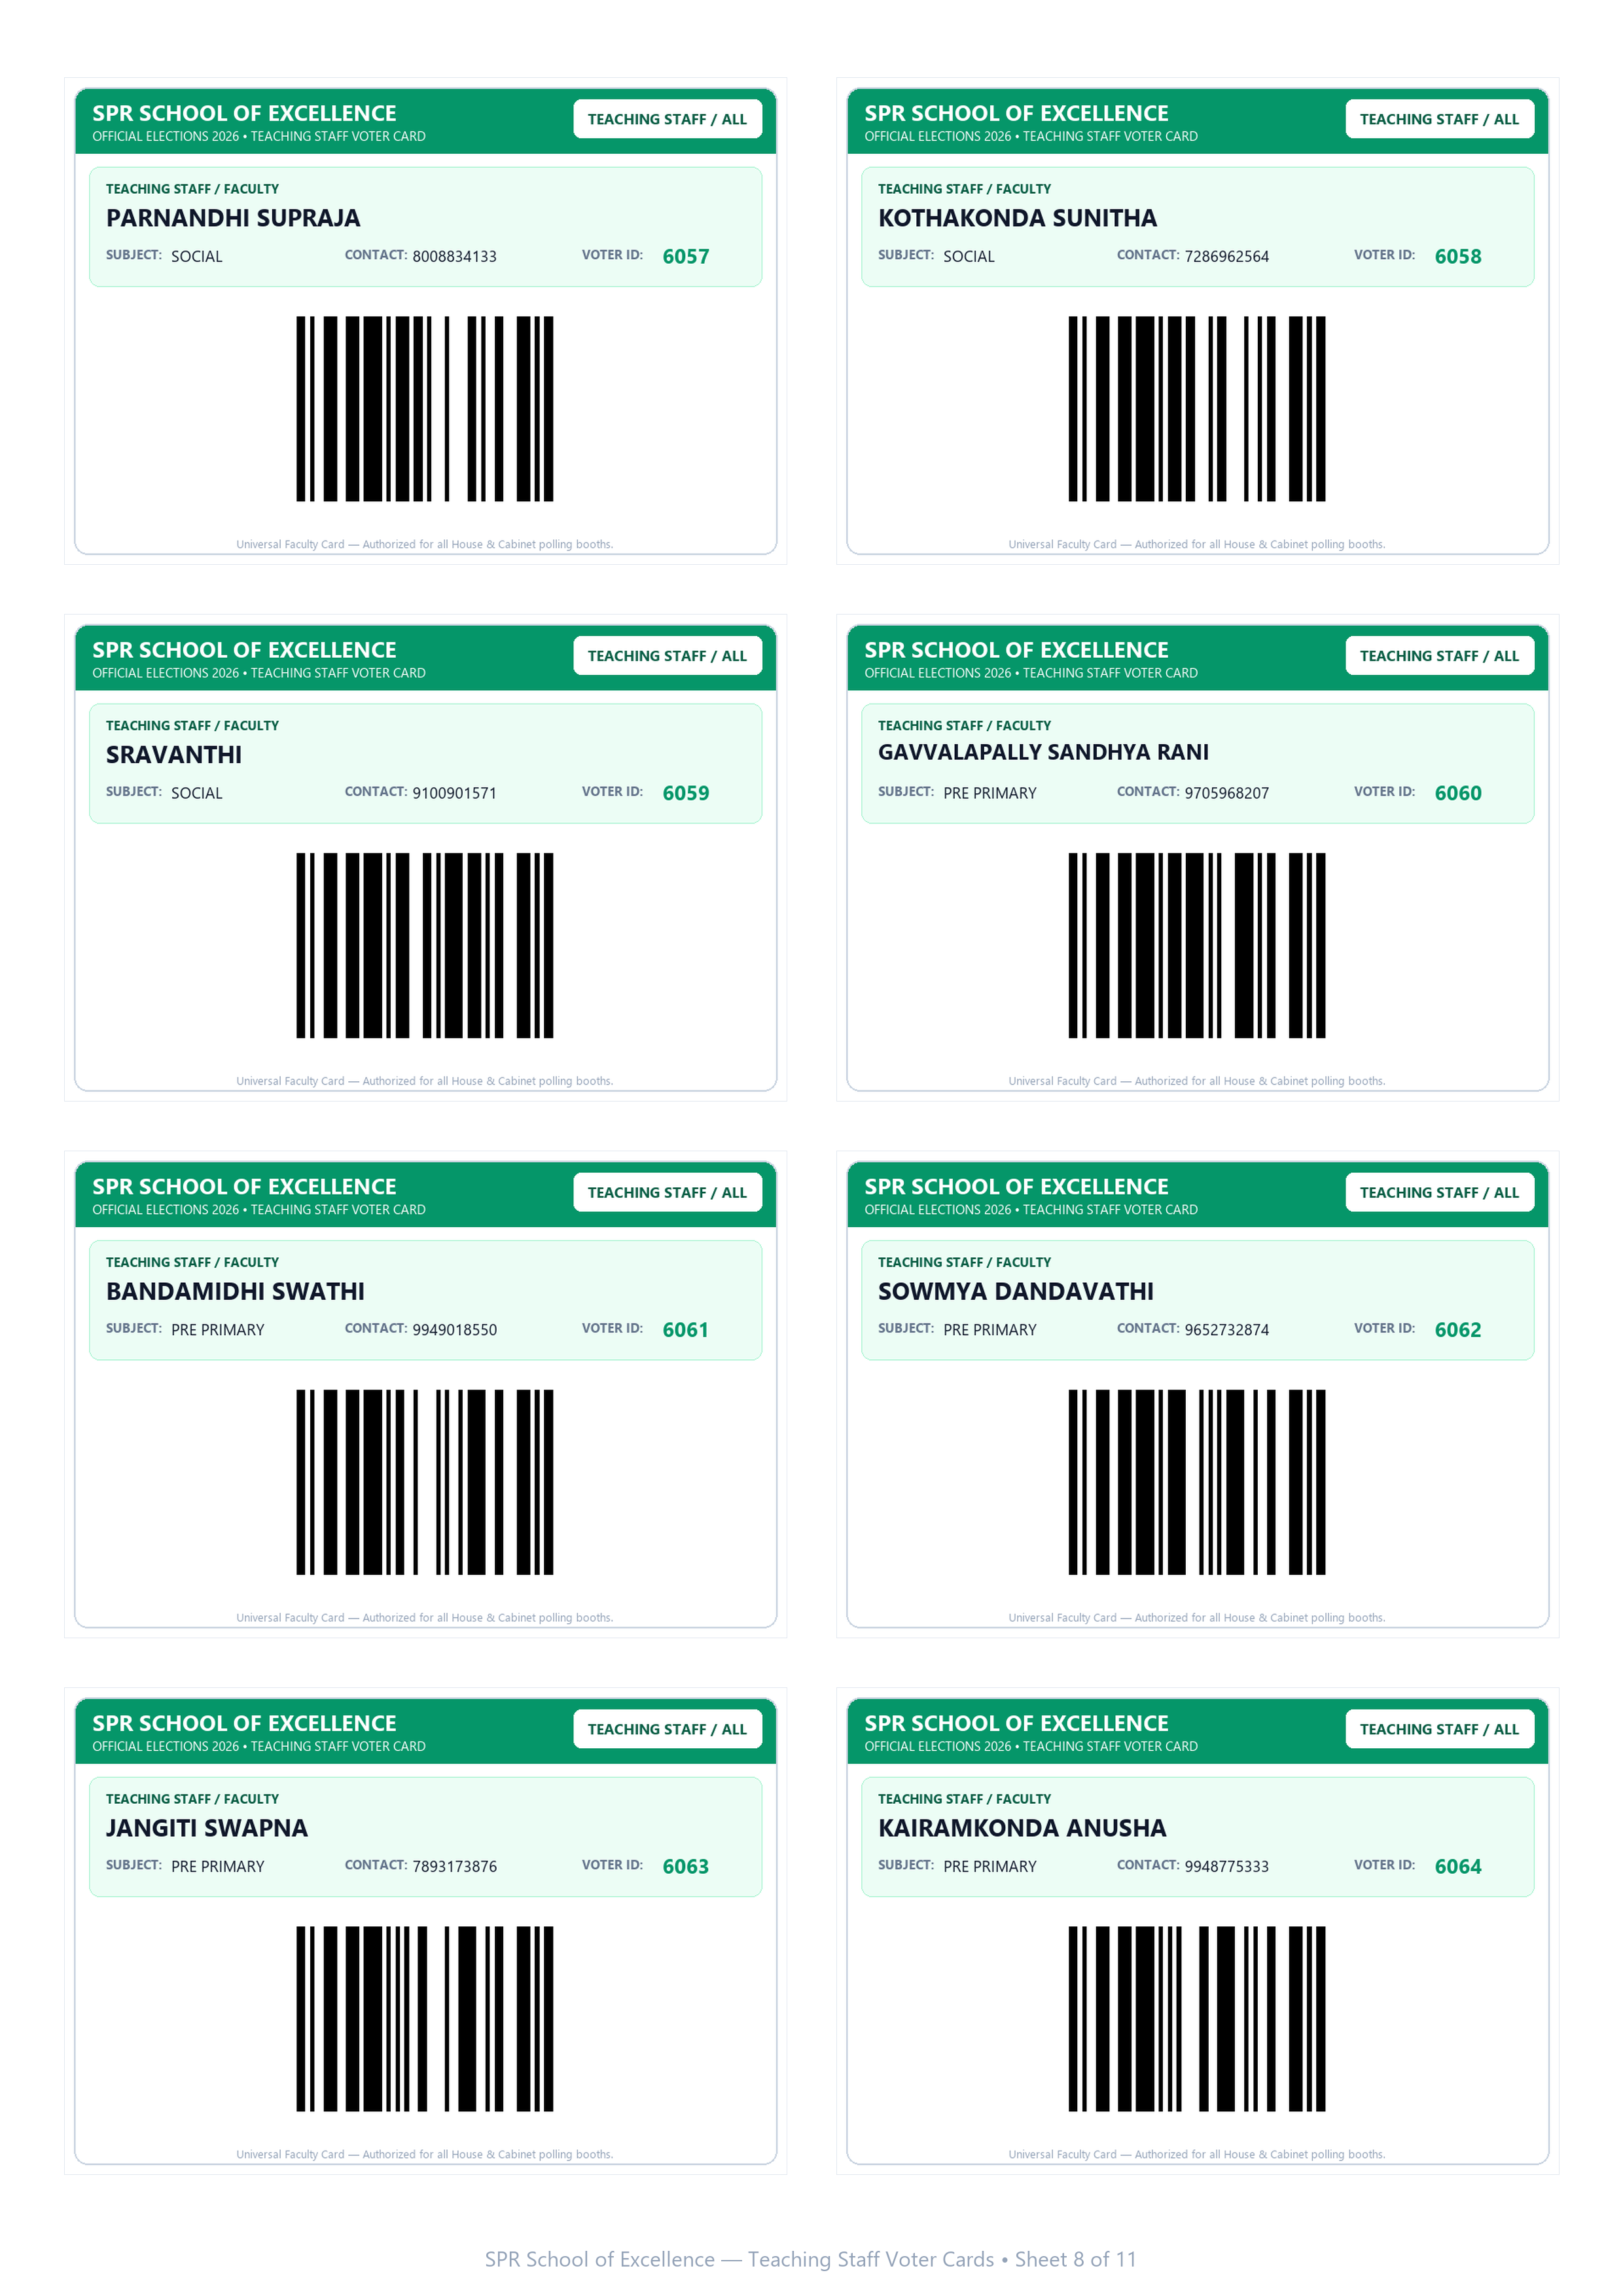 SPR SCHOOL OF EXCELLENCE
OFFICIAL ELECTIONS 2026 • TEACHING STAFF VOTER CARD
TEACHING STAFF / ALL
TEACHING STAFF / FACULTY
PARNANDHI SUPRAJA
SUBJECT: SOCIAL CONTACT: 8008834133 VOTER ID: 6057
Universal Faculty Card — Authorized for all House & Cabinet polling booths.
SPR SCHOOL OF EXCELLENCE
OFFICIAL ELECTIONS 2026 • TEACHING STAFF VOTER CARD
TEACHING STAFF / ALL
TEACHING STAFF / FACULTY
KOTHAKONDA SUNITHA
SUBJECT: SOCIAL CONTACT: 7286962564 VOTER ID: 6058
Universal Faculty Card — Authorized for all House & Cabinet polling booths.
SPR SCHOOL OF EXCELLENCE
OFFICIAL ELECTIONS 2026 • TEACHING STAFF VOTER CARD
TEACHING STAFF / ALL
TEACHING STAFF / FACULTY
SRAVANTHI
SUBJECT: SOCIAL CONTACT: 9100901571 VOTER ID: 6059
Universal Faculty Card — Authorized for all House & Cabinet polling booths.
SPR SCHOOL OF EXCELLENCE
OFFICIAL ELECTIONS 2026 • TEACHING STAFF VOTER CARD
TEACHING STAFF / ALL
TEACHING STAFF / FACULTY
GAVVALAPALLY SANDHYA RANI
SUBJECT: PRE PRIMARY CONTACT: 9705968207 VOTER ID: 6060
Universal Faculty Card — Authorized for all House & Cabinet polling booths.
SPR SCHOOL OF EXCELLENCE
OFFICIAL ELECTIONS 2026 • TEACHING STAFF VOTER CARD
TEACHING STAFF / ALL
TEACHING STAFF / FACULTY
BANDAMIDHI SWATHI
SUBJECT: PRE PRIMARY CONTACT: 9949018550 VOTER ID: 6061
Universal Faculty Card — Authorized for all House & Cabinet polling booths.
SPR SCHOOL OF EXCELLENCE
OFFICIAL ELECTIONS 2026 • TEACHING STAFF VOTER CARD
TEACHING STAFF / ALL
TEACHING STAFF / FACULTY
SOWMYA DANDAVATHI
SUBJECT: PRE PRIMARY CONTACT: 9652732874 VOTER ID: 6062
Universal Faculty Card — Authorized for all House & Cabinet polling booths.
SPR SCHOOL OF EXCELLENCE
OFFICIAL ELECTIONS 2026 • TEACHING STAFF VOTER CARD
TEACHING STAFF / ALL
TEACHING STAFF / FACULTY
JANGITI SWAPNA
SUBJECT: PRE PRIMARY CONTACT: 7893173876 VOTER ID: 6063
Universal Faculty Card — Authorized for all House & Cabinet polling booths.
SPR SCHOOL OF EXCELLENCE
OFFICIAL ELECTIONS 2026 • TEACHING STAFF VOTER CARD
TEACHING STAFF / ALL
TEACHING STAFF / FACULTY
KAIRAMKONDA ANUSHA
SUBJECT: PRE PRIMARY CONTACT: 9948775333 VOTER ID: 6064
Universal Faculty Card — Authorized for all House & Cabinet polling booths.
SPR School of Excellence — Teaching Staff Voter Cards • Sheet 8 of 11